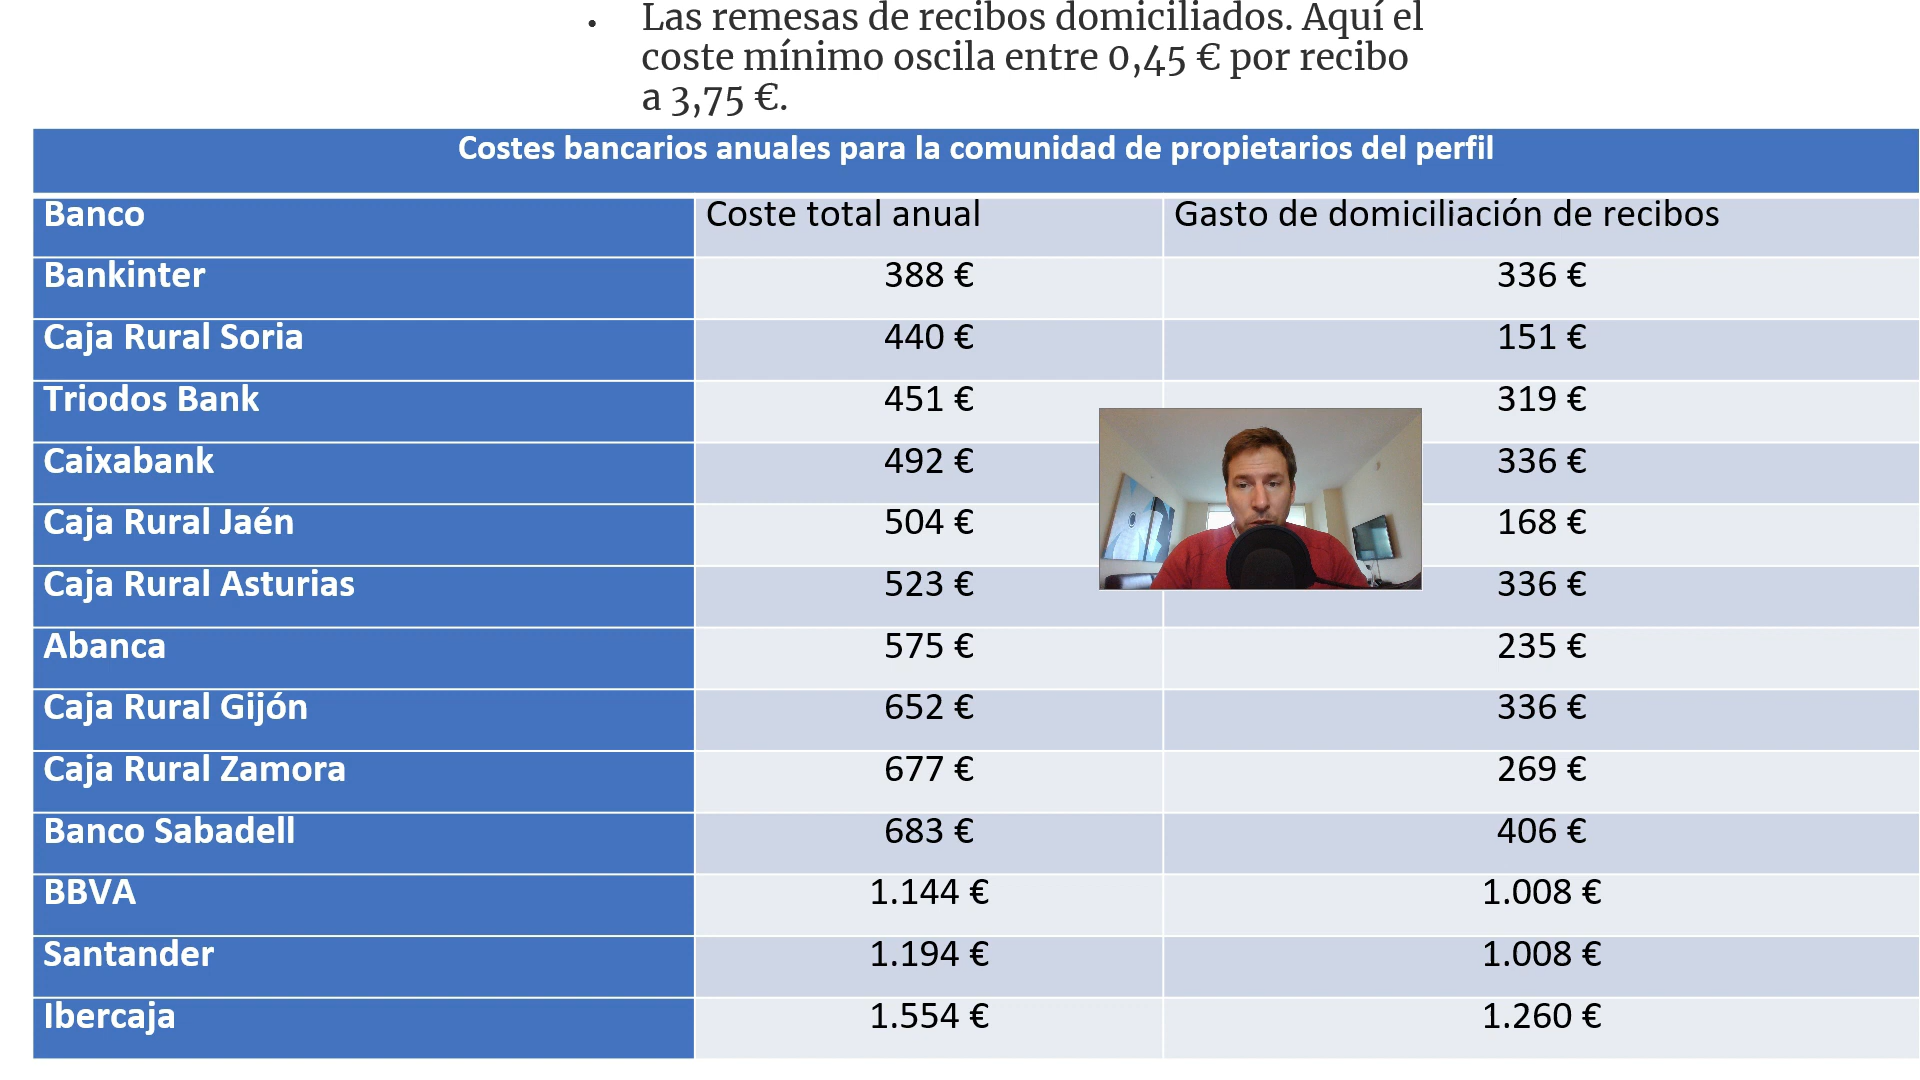 • Las remesas de recibos domiciliados. Aquí el
coste mínimo oscila entre 0,45 € por recibo
a 3,75 €.
Costes bancarios anuales para la comunidad de propietarios del perfil
Banco Coste total anual Gasto de domiciliación de recibos
Bankinter 388 € 336 €
Caja Rural Soria 440 € 151 €
Triodos Bank 451 € 319 €
Caixabank 492 € 336 €
Caja Rural Jaén 504 € 168 €
Caja Rural Asturias 523 € 336 €
Abanca 575 € 235 €
Caja Rural Gijón 652 € 336 €
Caja Rural Zamora 677 € 269 €
Banco Sabadell 683 € 406 €
BBVA 1.144 € 1.008 €
Santander 1.194 € 1.008 €
Ibercaja 1.554 € 1.260 €